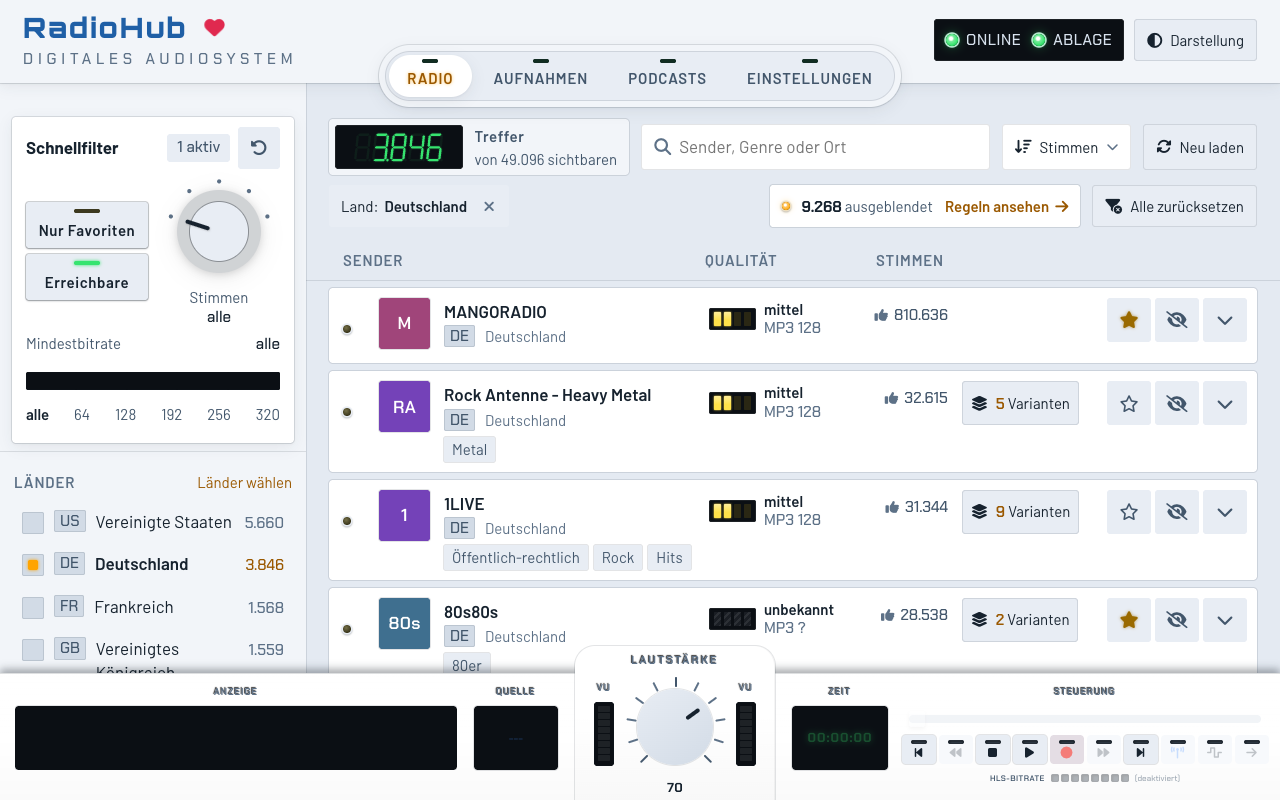 RadioHub
DIGITALES AUDIOSYSTEM
ONLINE ABLAGE
Darstellung
RADIO AUFNAHMEN PODCASTS EINSTELLUNGEN
Schnellfilter 1 aktiv
Nur Favoriten
Erreichbare
Stimmen
alle
Mindestbitrate alle
alle 64 128 192 256 320
LÄNDER Länder wählen
US Vereinigte Staaten 5.660
DE Deutschland 3.846
FR Frankreich 1.568
GB Vereinigtes 1.559
Königreich
3.846
Treffer
von 49.096 sichtbaren
Sender, Genre oder Ort
Stimmen
Neu laden
Land: Deutschland
9.268 ausgeblendet Regeln ansehen
Alle zurücksetzen
SENDER QUALITÄT STIMMEN
M
MANGORADIO
DE Deutschland
mittel
MP3 128
810.636
RA
Rock Antenne - Heavy Metal
DE Deutschland
Metal
mittel
MP3 128
32.615
5 Varianten
1
1LIVE
DE Deutschland
Öffentlich-rechtlich Rock Hits
mittel
MP3 128
31.344
9 Varianten
80s
80s80s
DE Deutschland
80er
unbekannt
MP3 ?
28.538
2 Varianten
ANZEIGE
QUELLE
---
LAUTSTÄRKE
VU VU
70
ZEIT
00:00:00
STEUERUNG
HLS-BITRATE (deaktiviert)